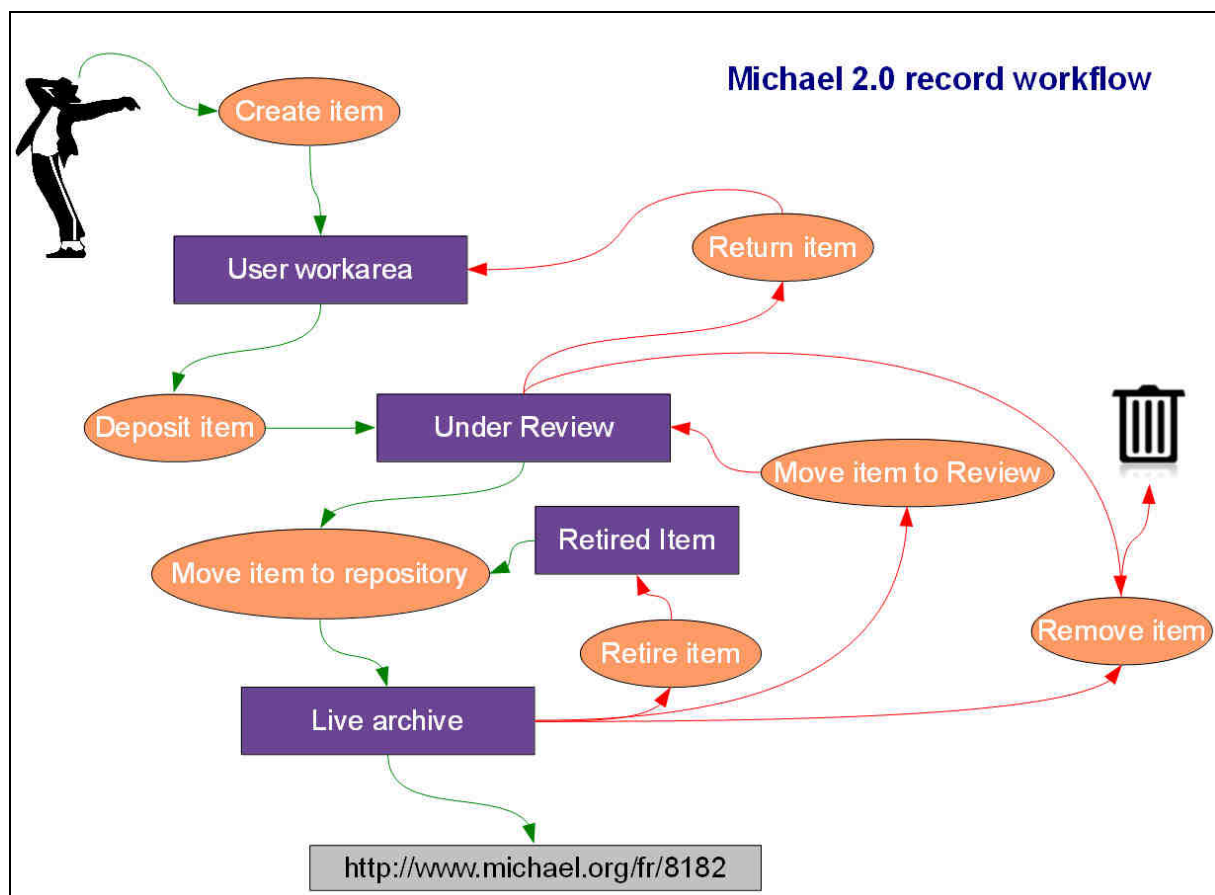 Michael 2.0 record workflow
Create item
User workarea
Return item
Deposit item
Under Review
Move item to Review
Retired Item
Move item to repository
Retire item
Remove item
Live archive
http://www.michael.org/fr/8182